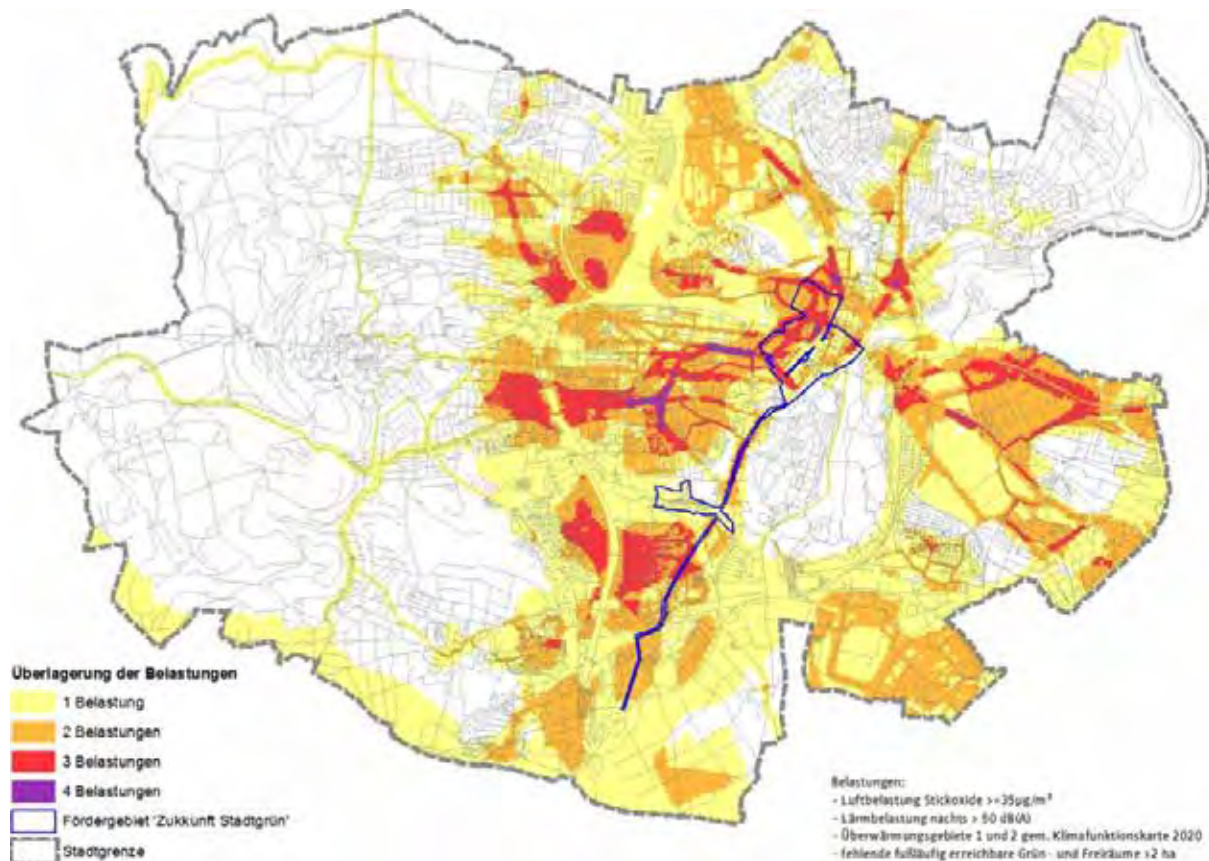 Überlagerung der Belastungen
1 Belastung
2 Belastungen
3 Belastungen
4 Belastungen
Fördergebiet 'Zukkunft Stadtgrün'
Stadtgrenze
Belastungen:
- Luftbelastung Stickoxide >=35µg/m³
- Lärmbelastung nachts > 50 dB(A)
- Überwärmungsgebiete 1 und 2 gem. Klimafunktionskarte 2020
- fehlende fußläufig erreichbare Grün - und Freiräume >2 ha